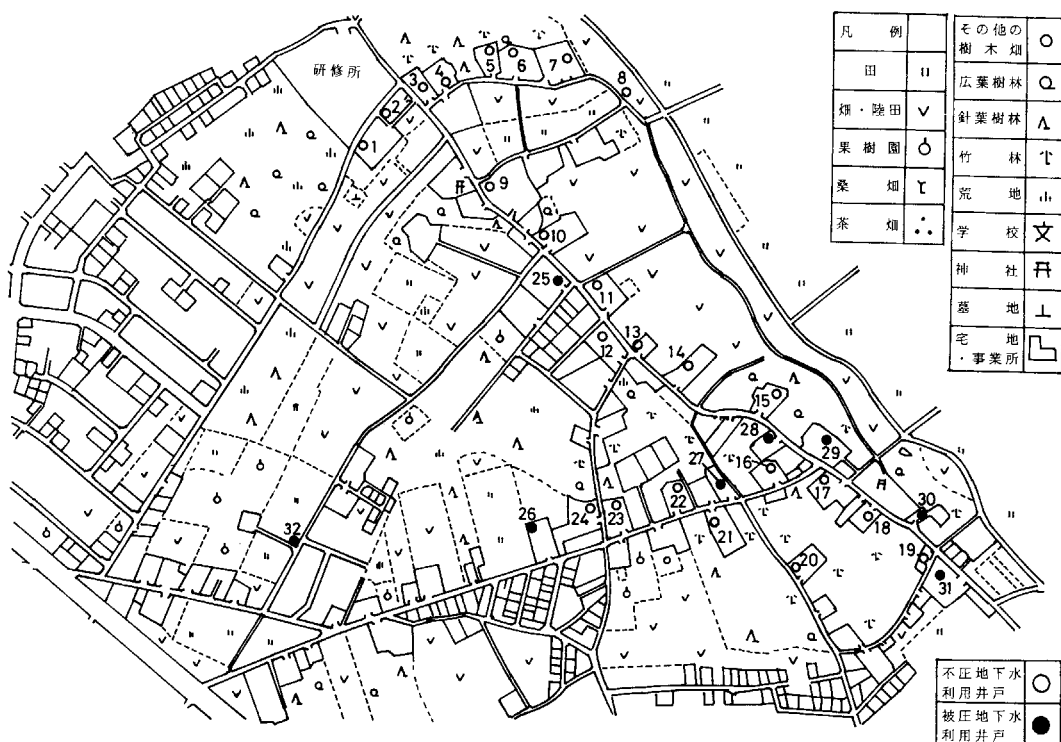 研修所
1
2
3
4
5
6
7
8
9
10
11
12
13
14
15
16
17
18
19
20
21
22
23
24
25
26
27
28
29
30
31
32
凡例
田
畑・陸田
果樹園
桑畑
茶畑
その他の
樹木畑
広葉樹林
針葉樹林
竹林
荒地
学校
文
神社
墓地
宅地
・事業所
不圧地下水
利用井戸
被圧地下水
利用井戸